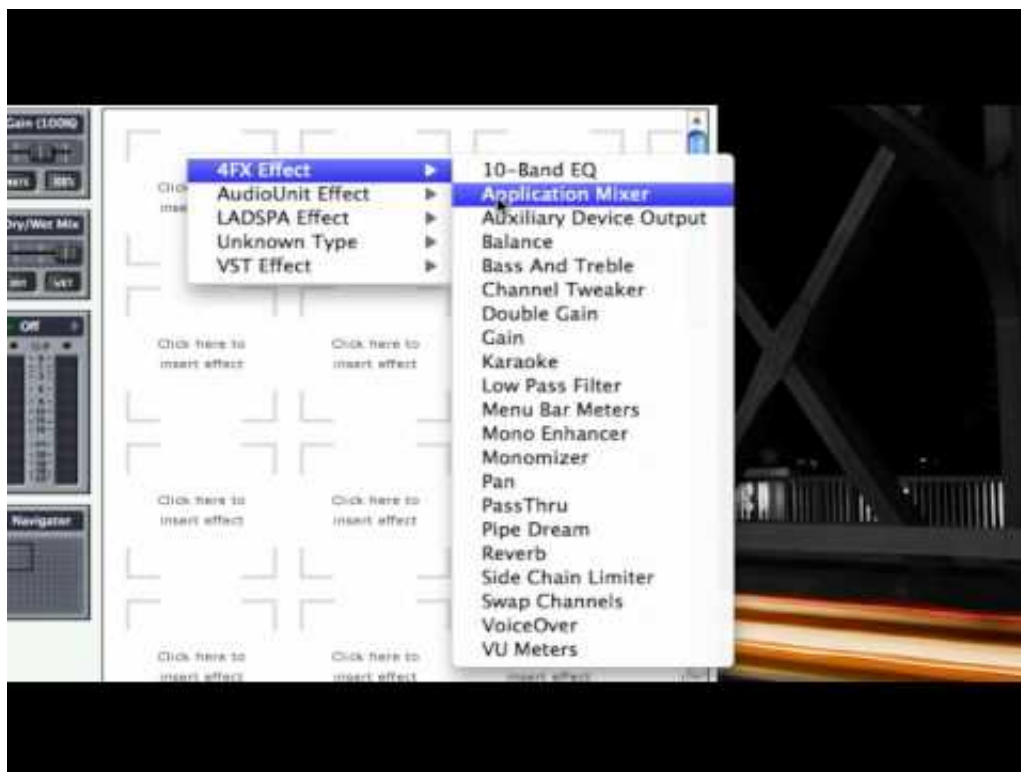 Gain (100%)
Dry/Wet Mix
Off
Navigator
4FX Effect
AudioUnit Effect
LADSPA Effect
Unknown Type
VST Effect
10-Band EQ
Application Mixer
Auxiliary Device Output
Balance
Bass And Treble
Channel Tweaker
Double Gain
Gain
Karaoke
Low Pass Filter
Menu Bar Meters
Mono Enhancer
Monomizer
Pan
PassThru
Pipe Dream
Reverb
Side Chain Limiter
Swap Channels
VoiceOver
VU Meters
Click here to
insert effect
Click here to
insert effect
Click here to
insert effect
Click here to
insert effect
Click here to
insert effect
Click here to
insert effect
insert effect